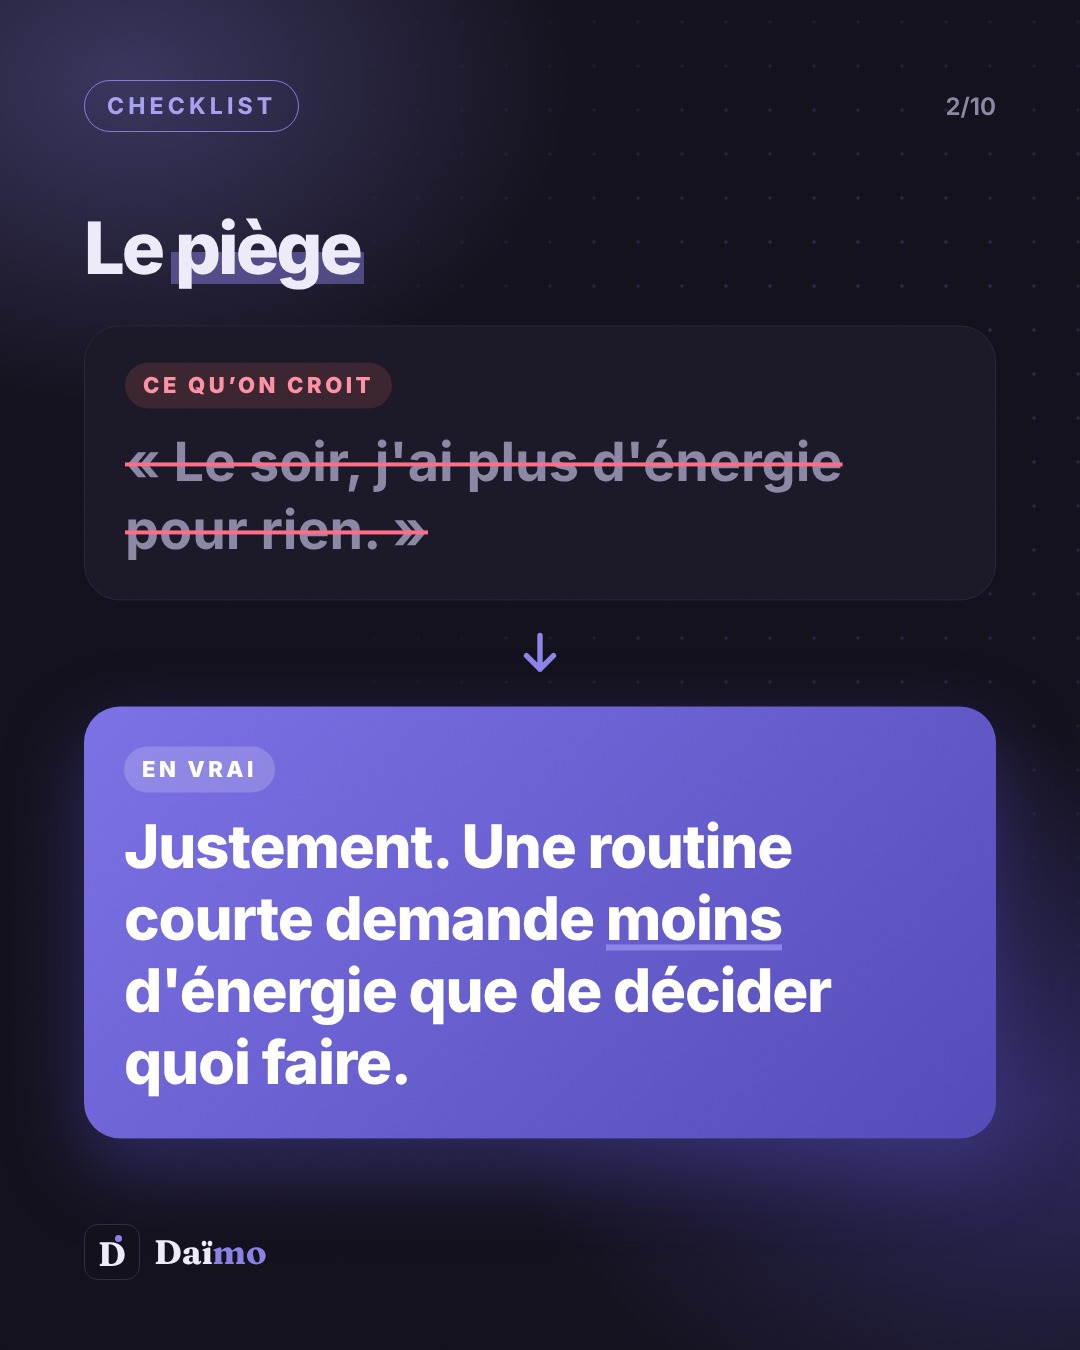 CHECKLIST
2/10
Le piège
CE QU’ON CROIT
« Le soir, j'ai plus d'énergie
pour rien. »
EN VRAI
Justement. Une routine
courte demande moins
d'énergie que de décider
quoi faire.
D Daïmo